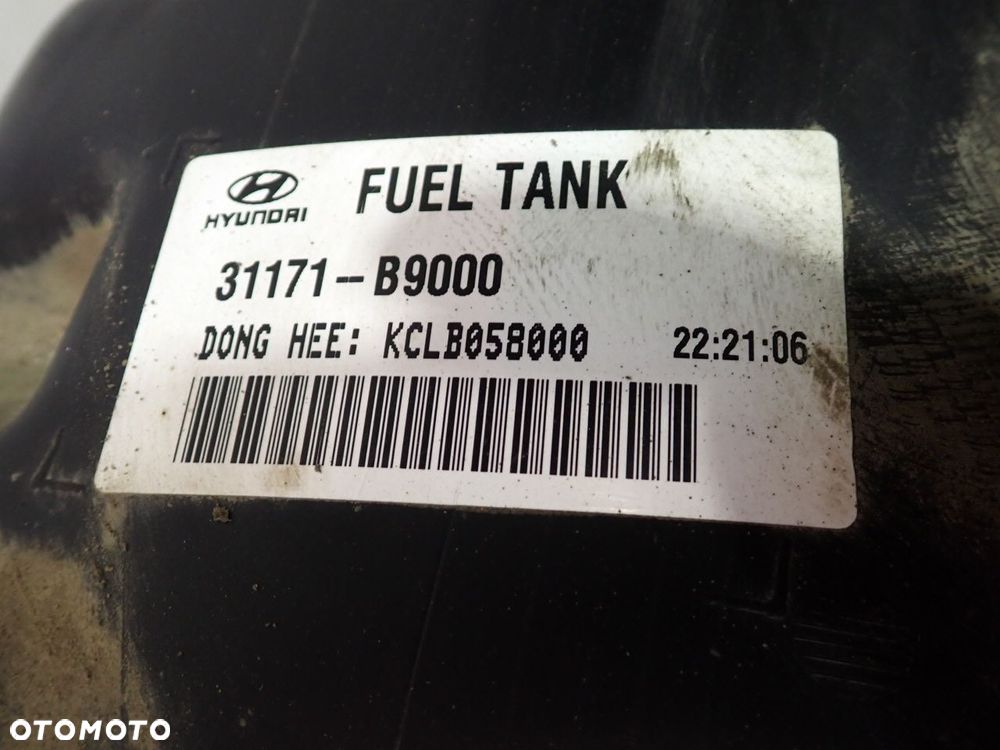 FUEL TANK
HYUNDAI
31171-B9000
DONG HEE: KCLB058000 22:21:06
OTOMOTO